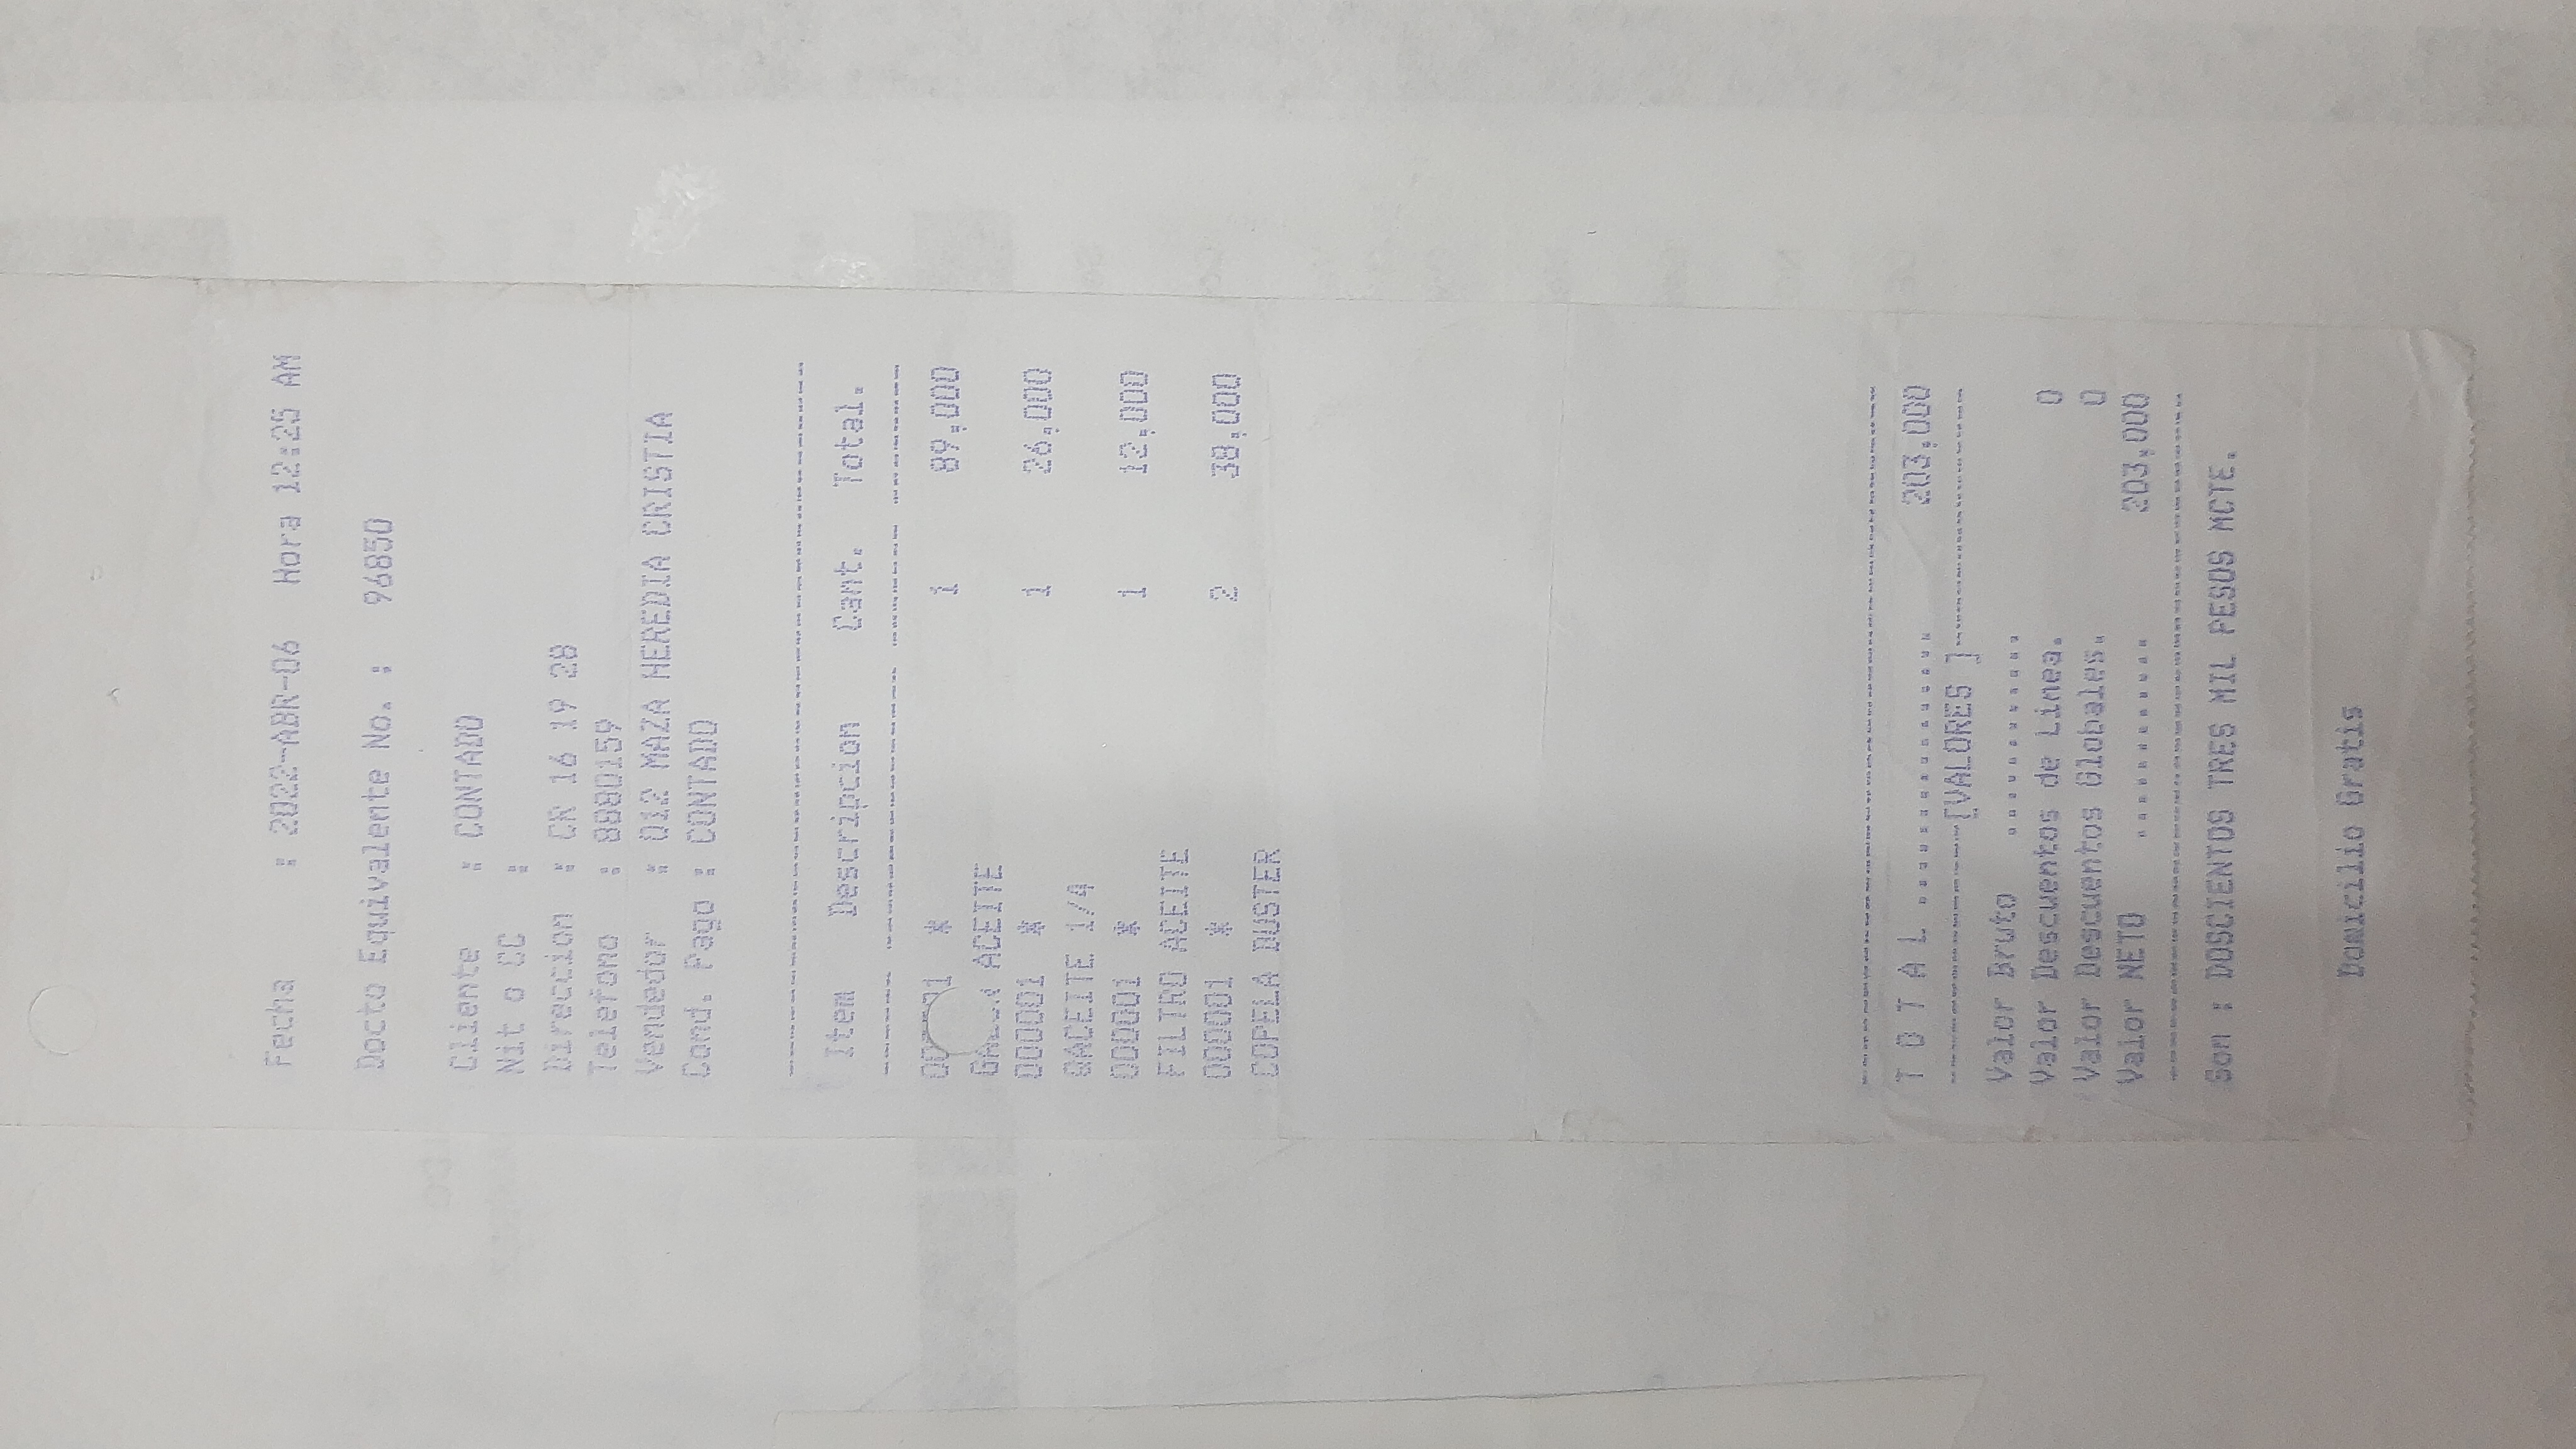 Fecha : 2022-ABR-06 Hora 12:25 AM
Docto Equivalente No. : 96850
Cliente : CONTADO
Nit o CC :
Direccion : CR 16 19 28
Telefono : 8880159
Vendedor : 012 MAZA HEREDIA CRISTIA
Cond. Pago : CONTADO
Item Descripcion Cant. Total.
* 1 89,000
ACEITE
000001 * 1 26,000
ACEITE 1/4
000001 * 1 12,000
FILTRO ACEITE
000001 * 2 38,000
COPELA DUSTER
T O T A L ................ 203,000
[VALORES ]
Valor Bruto ...........
Valor Descuentos de Linea. 0
Valor Descuentos Globales. 0
Valor NETO ........... 203,000
Son : DOSCIENTOS TRES MIL PESOS MCTE.
Domicilio Gratis